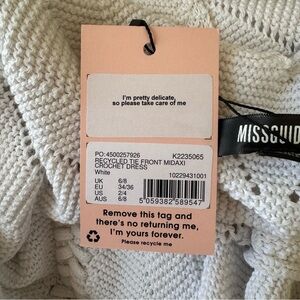 I'm pretty delicate,
so please take care of me
PO: 4500257926
K2235065
RECYCLED TIE FRONT MIDAXI
CROCHET DRESS
White
10229431001
UK 6/8
EU 34/36
US 2/4
AUS 6/8
5 059382 589547
Remove this tag and
there's no returning me,
I'm yours forever.
Please recycle me
MISSGUID